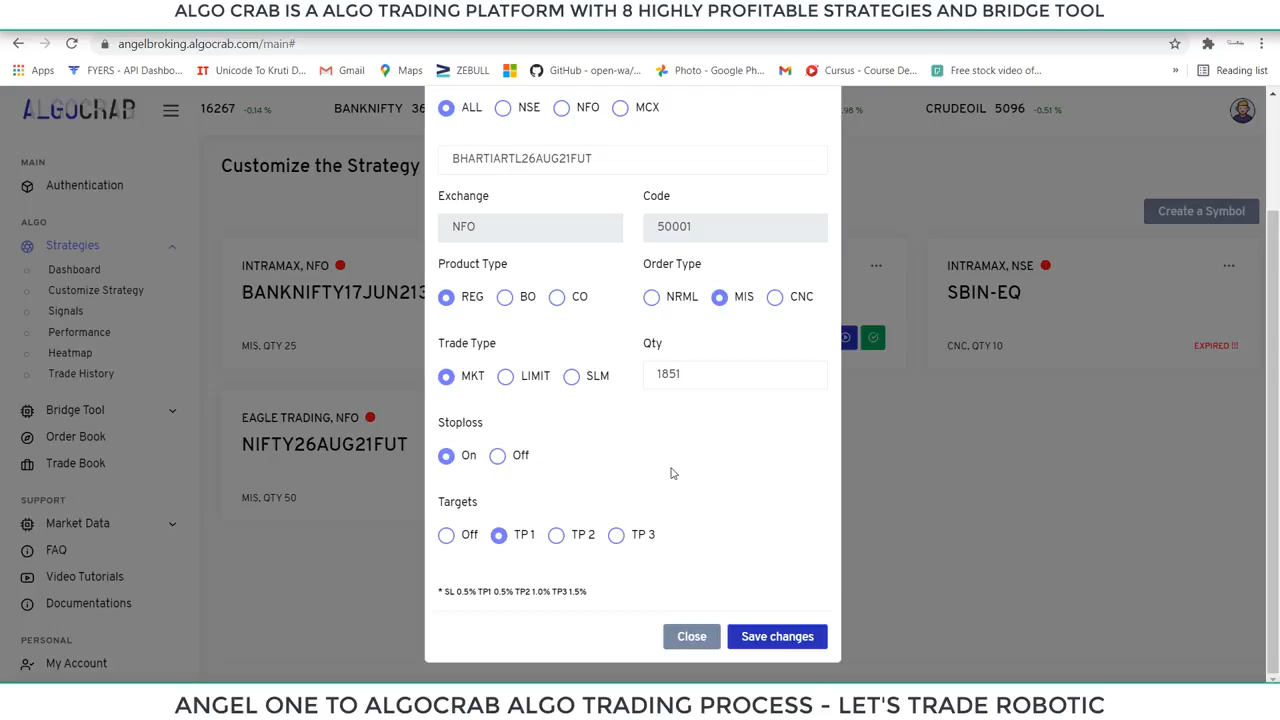 ALGO CRAB IS A ALGO TRADING PLATFORM WITH 8 HIGHLY PROFITABLE STRATEGIES AND BRIDGE TOOL
angelbroking.algocrab.com/main#
Apps FYERS - API Dashbo... Unicode To Kruti D... Gmail Maps ZEBULL GitHub - open-wa/... Photo - Google Ph... Cursus - Course De... Free stock video of... » Reading list
ALGOCRAB 16267 -0.14 % BANKNIFTY .98 % CRUDEOIL 5096 -0.51 %
ALL NSE NFO MCX
MAIN
Authentication
ALGO
Strategies
Dashboard
Customize Strategy
Signals
Performance
Heatmap
Trade History
Bridge Tool
Order Book
Trade Book
SUPPORT
Market Data
FAQ
Video Tutorials
Documentations
PERSONAL
My Account
Customize the Strategy
Create a Symbol
INTRAMAX, NFO
BANKNIFTY17JUN213
MIS, QTY 25
EAGLE TRADING, NFO
NIFTY26AUG21FUT
MIS, QTY 50
BHARTIARTL26AUG21FUT
Exchange Code
NFO 50001
Product Type Order Type
REG BO CO NRML MIS CNC
Trade Type Qty
MKT LIMIT SLM 1851
Stoploss
On Off
Targets
Off TP 1 TP 2 TP 3
* SL 0.5% TP1 0.5% TP2 1.0% TP3 1.5%
Close Save changes
INTRAMAX, NSE
SBIN-EQ
CNC, QTY 10 EXPIRED !!!
ANGEL ONE TO ALGOCRAB ALGO TRADING PROCESS - LET'S TRADE ROBOTIC